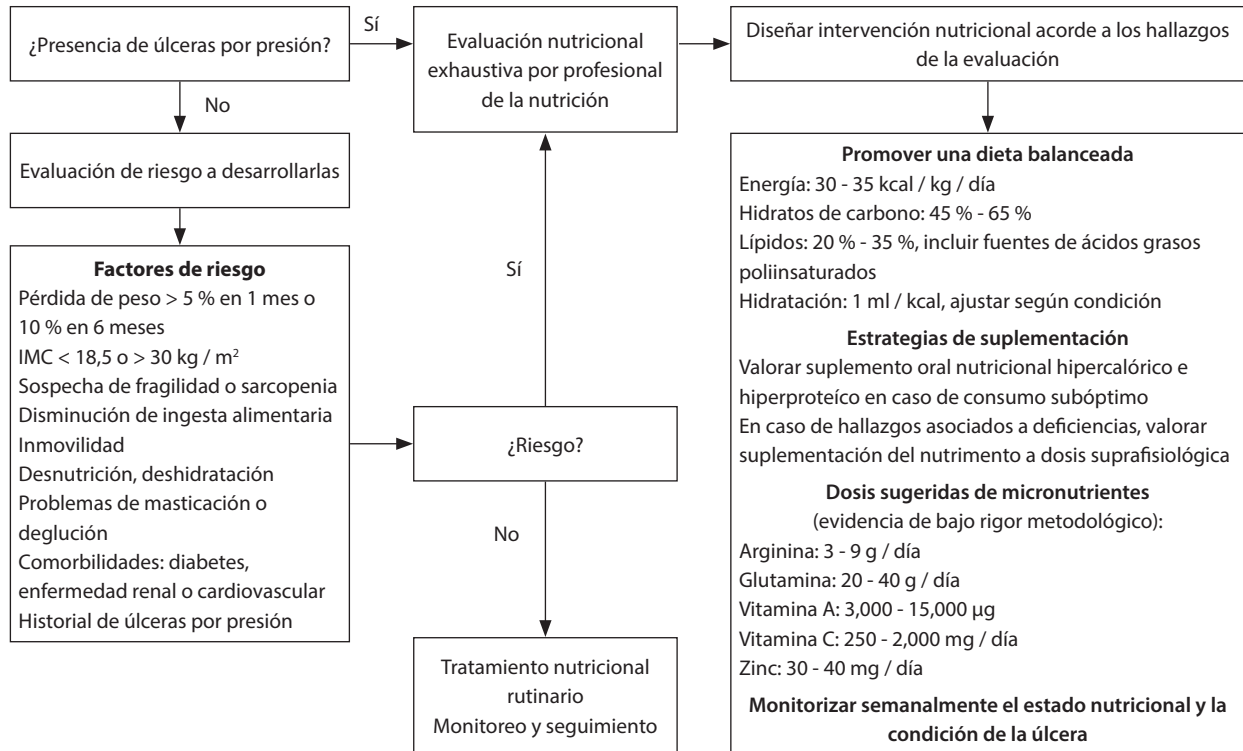 ¿Presencia de úlceras por presión?
Sí
No
Evaluación de riesgo a desarrollarlas
Factores de riesgo
Pérdida de peso > 5 % en 1 mes o
10 % en 6 meses
IMC < 18,5 o > 30 kg / m²
Sospecha de fragilidad o sarcopenia
Disminución de ingesta alimentaria
Inmovilidad
Desnutrición, deshidratación
Problemas de masticación o
deglución
Comorbilidades: diabetes,
enfermedad renal o cardiovascular
Historial de úlceras por presión
Evaluación nutricional
exhaustiva por profesional
de la nutrición
Sí
¿Riesgo?
No
Tratamiento nutricional
rutinario
Monitoreo y seguimiento
Diseñar intervención nutricional acorde a los hallazgos
de la evaluación
Promover una dieta balanceada
Energía: 30 - 35 kcal / kg / día
Hidratos de carbono: 45 % - 65 %
Lípidos: 20 % - 35 %, incluir fuentes de ácidos grasos
poliinsaturados
Hidratación: 1 ml / kcal, ajustar según condición
Estrategias de suplementación
Valorar suplemento oral nutricional hipercalórico e
hiperproteíco en caso de consumo subóptimo
En caso de hallazgos asociados a deficiencias, valorar
suplementación del nutrimento a dosis suprafisiológica
Dosis sugeridas de micronutrientes
(evidencia de bajo rigor metodológico):
Arginina: 3 - 9 g / día
Glutamina: 20 - 40 g / día
Vitamina A: 3,000 - 15,000 µg
Vitamina C: 250 - 2,000 mg / día
Zinc: 30 - 40 mg / día
Monitorizar semanalmente el estado nutricional y la
condición de la úlcera